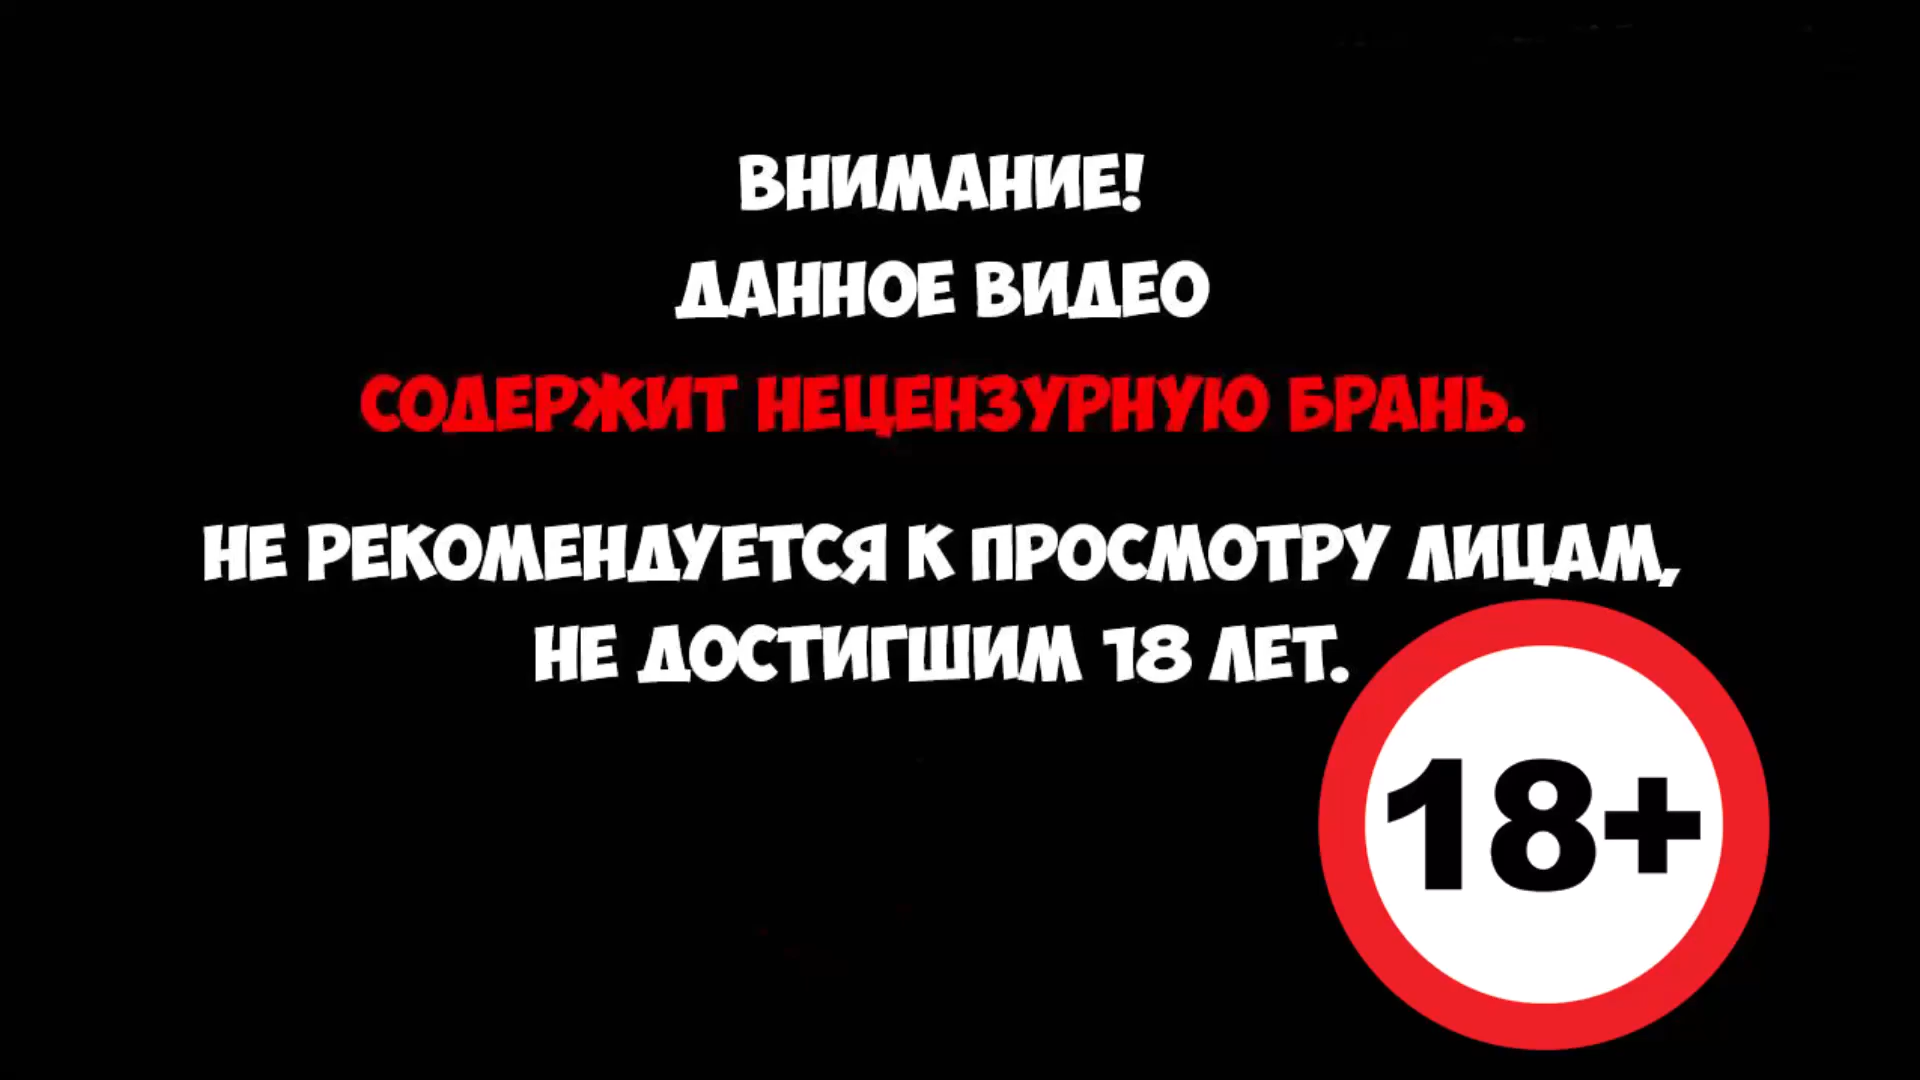 ВНИМАНИЕ!
ДАННОЕ ВИДЕО
СОДЕРЖИТ НЕЦЕНЗУРНУЮ БРАНЬ.
НЕ РЕКОМЕНДУЕТСЯ К ПРОСМОТРУ ЛИЦАМ,
НЕ ДОСТИГШИМ 18 ЛЕТ.
18+